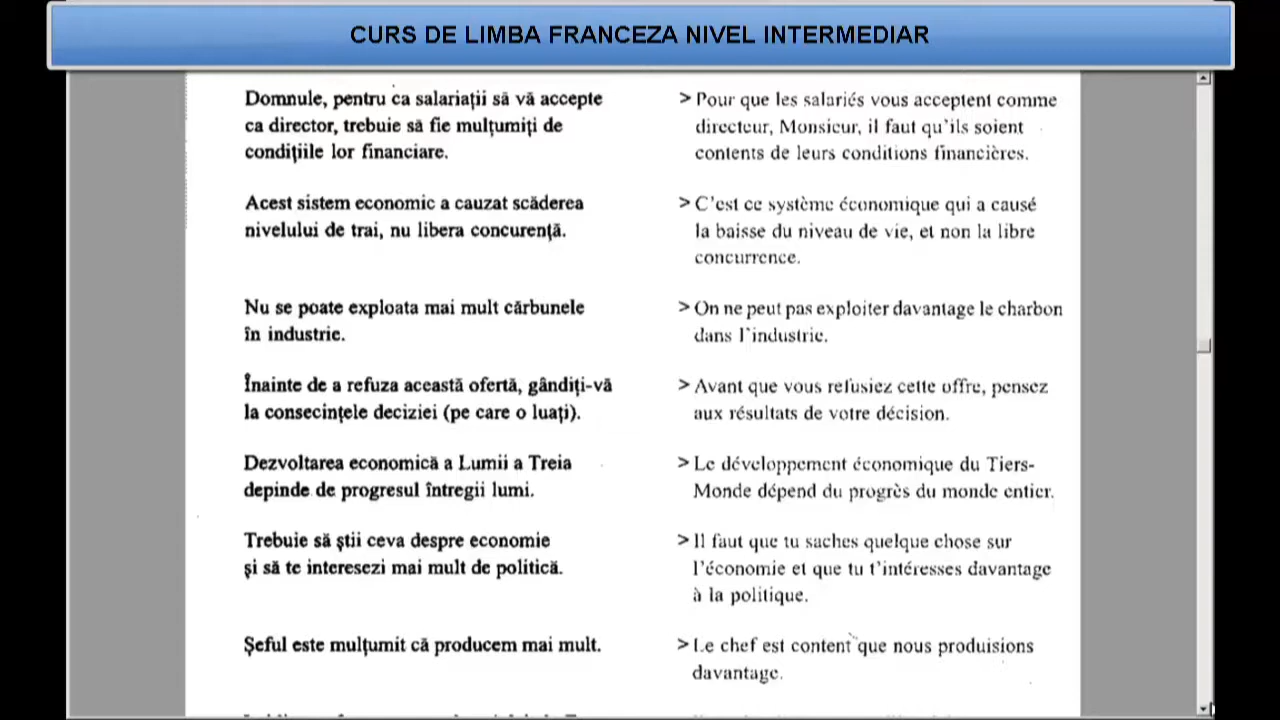 CURS DE LIMBA FRANCEZA NIVEL INTERMEDIAR
Domnule, pentru ca salariații să vă accepte
ca director, trebuie să fie mulțumiți de
condițiile lor financiare.
> Pour que les salariés vous acceptent comme
directeur, Monsieur, il faut qu'ils soient
contents de leurs conditions financières.
Acest sistem economic a cauzat scăderea
nivelului de trai, nu libera concurență.
> C'est ce système économique qui a causé
la baisse du niveau de vie, et non la libre
concurrence.
Nu se poate exploata mai mult cărbunele
în industrie.
> On ne peut pas exploiter davantage le charbon
dans l'industrie.
Înainte de a refuza această ofertă, gândiți-vă
la consecințele deciziei (pe care o luați).
> Avant que vous refusiez cette offre, pensez
aux résultats de votre décision.
Dezvoltarea economică a Lumii a Treia
depinde de progresul întregii lumi.
> Le développement économique du Tiers-
Monde dépend du progrès du monde entier.
Trebuie să știi ceva despre economie
și să te interesezi mai mult de politică.
> Il faut que tu saches quelque chose sur
l'économie et que tu t'intéresses davantage
à la politique.
Șeful este mulțumit că producem mai mult.
> Le chef est content que nous produisions
davantage.